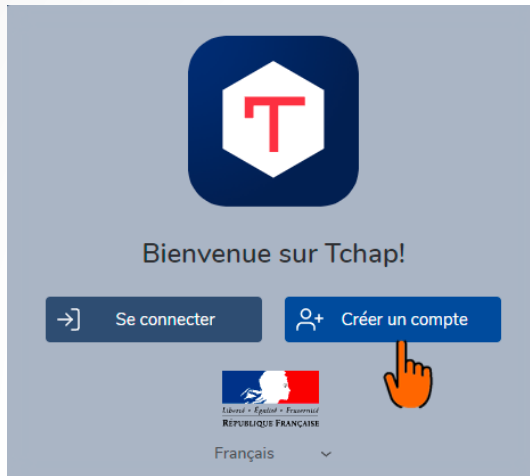 T
Bienvenue sur Tchap!
Se connecter
Créer un compte
Liberté • Égalité • Fraternité
RÉPUBLIQUE FRANÇAISE
Français